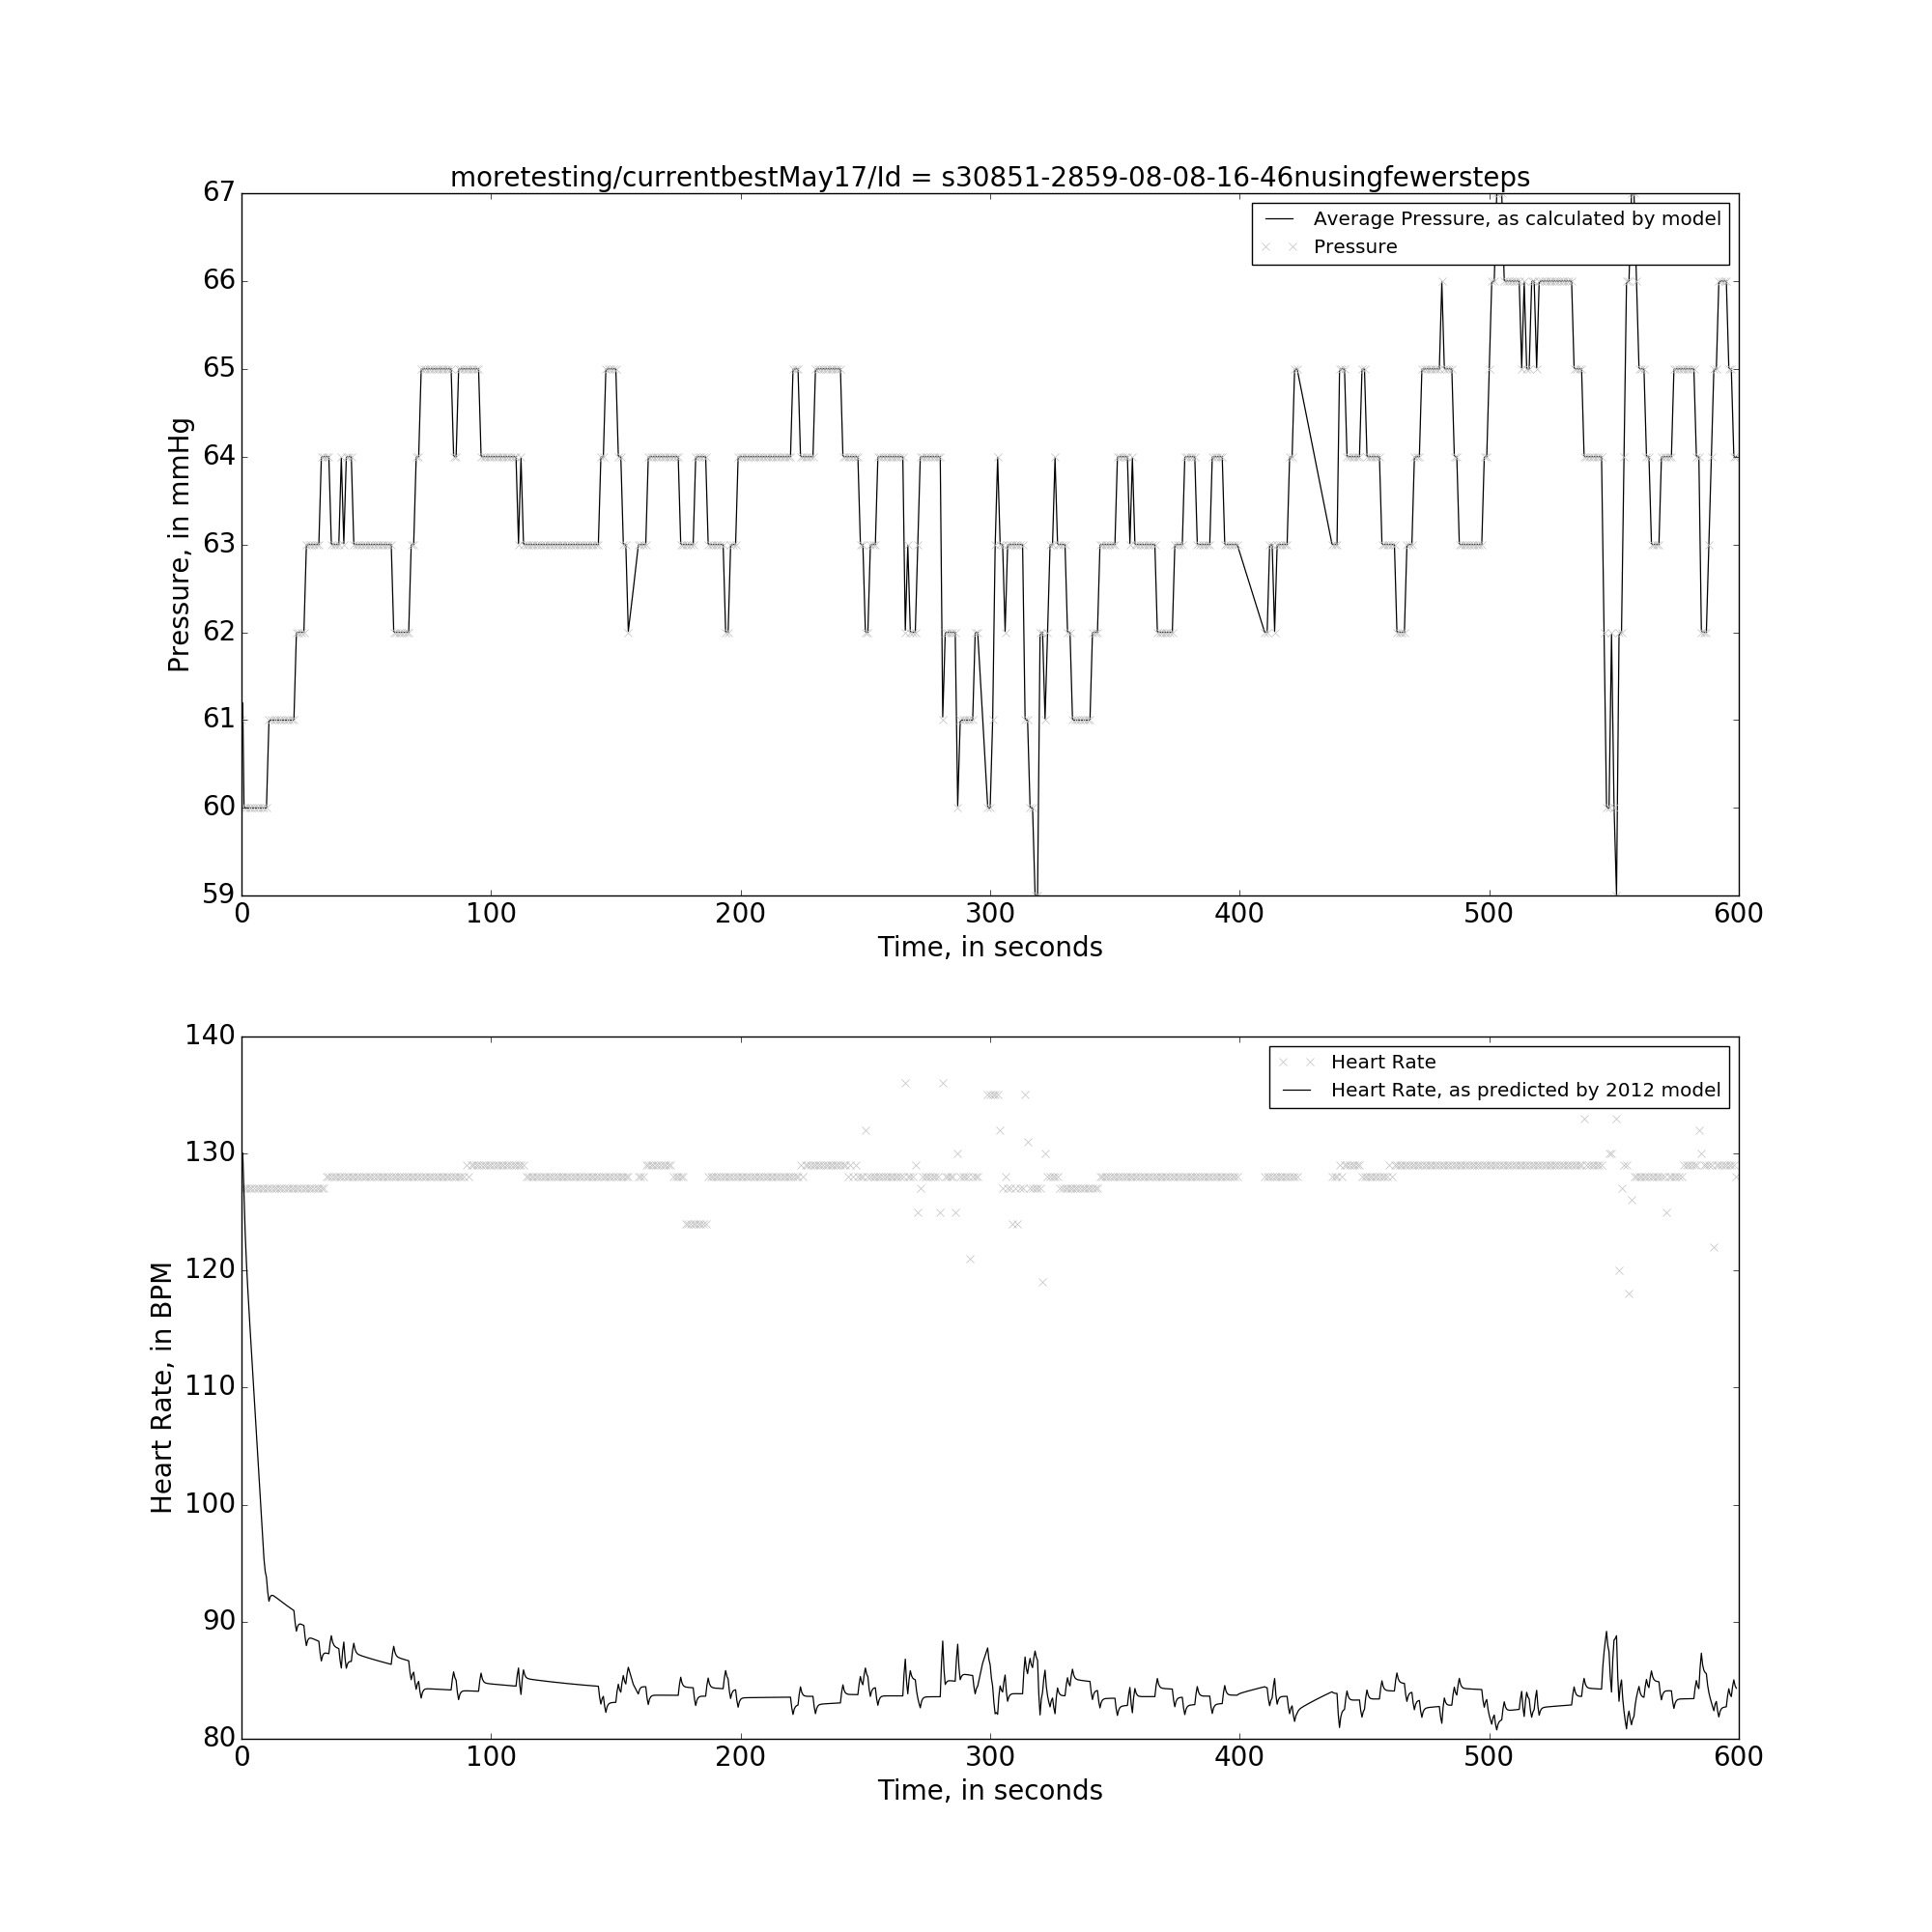 moretesting/currentbestMay17/Id = s30851-2859-08-08-16-46nusingfewersteps
67
66
65
64
63
62
61
60
59
Pressure, in mmHg
Average Pressure, as calculated by model
Pressure
0 100 200 300 400 500 600
Time, in seconds
140
130
120
110
100
90
80
Heart Rate, in BPM
Heart Rate
Heart Rate, as predicted by 2012 model
0 100 200 300 400 500 600
Time, in seconds